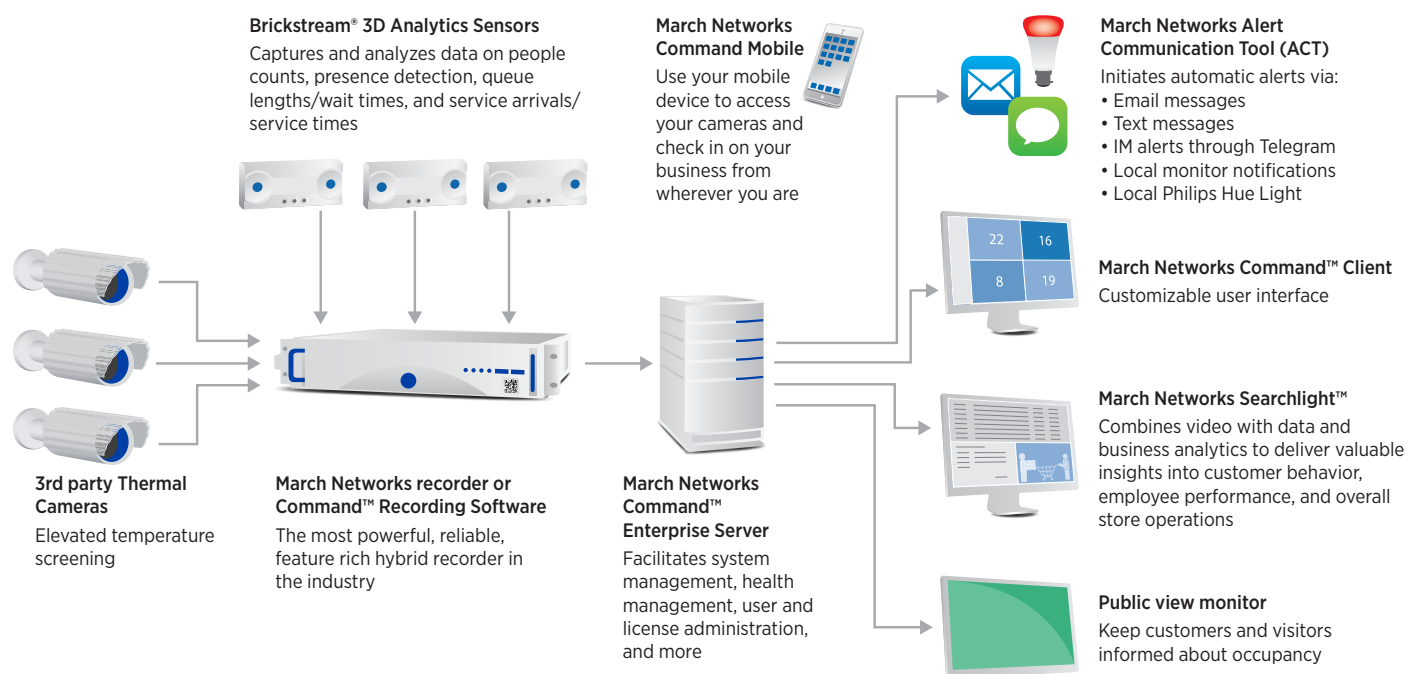 Brickstream® 3D Analytics Sensors
Captures and analyzes data on people
counts, presence detection, queue
lengths/wait times, and service arrivals/
service times
March Networks
Command Mobile
Use your mobile
device to access
your cameras and
check in on your
business from
wherever you are
March Networks Alert
Communication Tool (ACT)
Initiates automatic alerts via:
• Email messages
• Text messages
• IM alerts through Telegram
• Local monitor notifications
• Local Philips Hue Light
22 16
8 19
March Networks Command™ Client
Customizable user interface
March Networks Searchlight™
Combines video with data and
business analytics to deliver valuable
insights into customer behavior,
employee performance, and overall
store operations
3rd party Thermal
Cameras
Elevated temperature
screening
March Networks recorder or
Command™ Recording Software
The most powerful, reliable,
feature rich hybrid recorder in
the industry
March Networks
Command™
Enterprise Server
Facilitates system
management, health
management, user and
license administration,
and more
Public view monitor
Keep customers and visitors
informed about occupancy